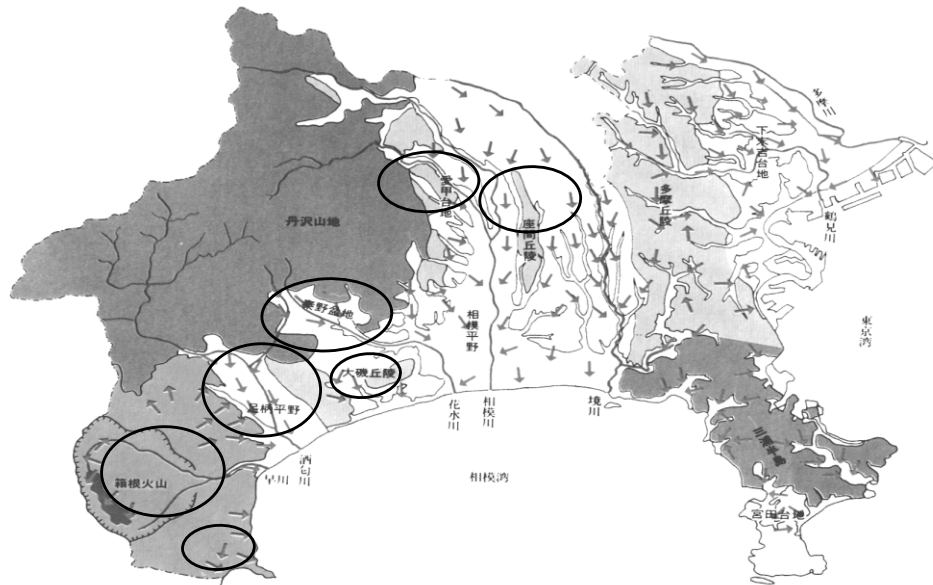 多摩川
下末吉台地
愛甲台地
多摩丘陵
鶴見川
丹沢山地
座間丘陵
秦野盆地
相模平野
東京湾
大磯丘陵
足柄平野
花水川
相模川
境川
酒匂川
早川
箱根火山
相模湾
三浦半島
宮田台地